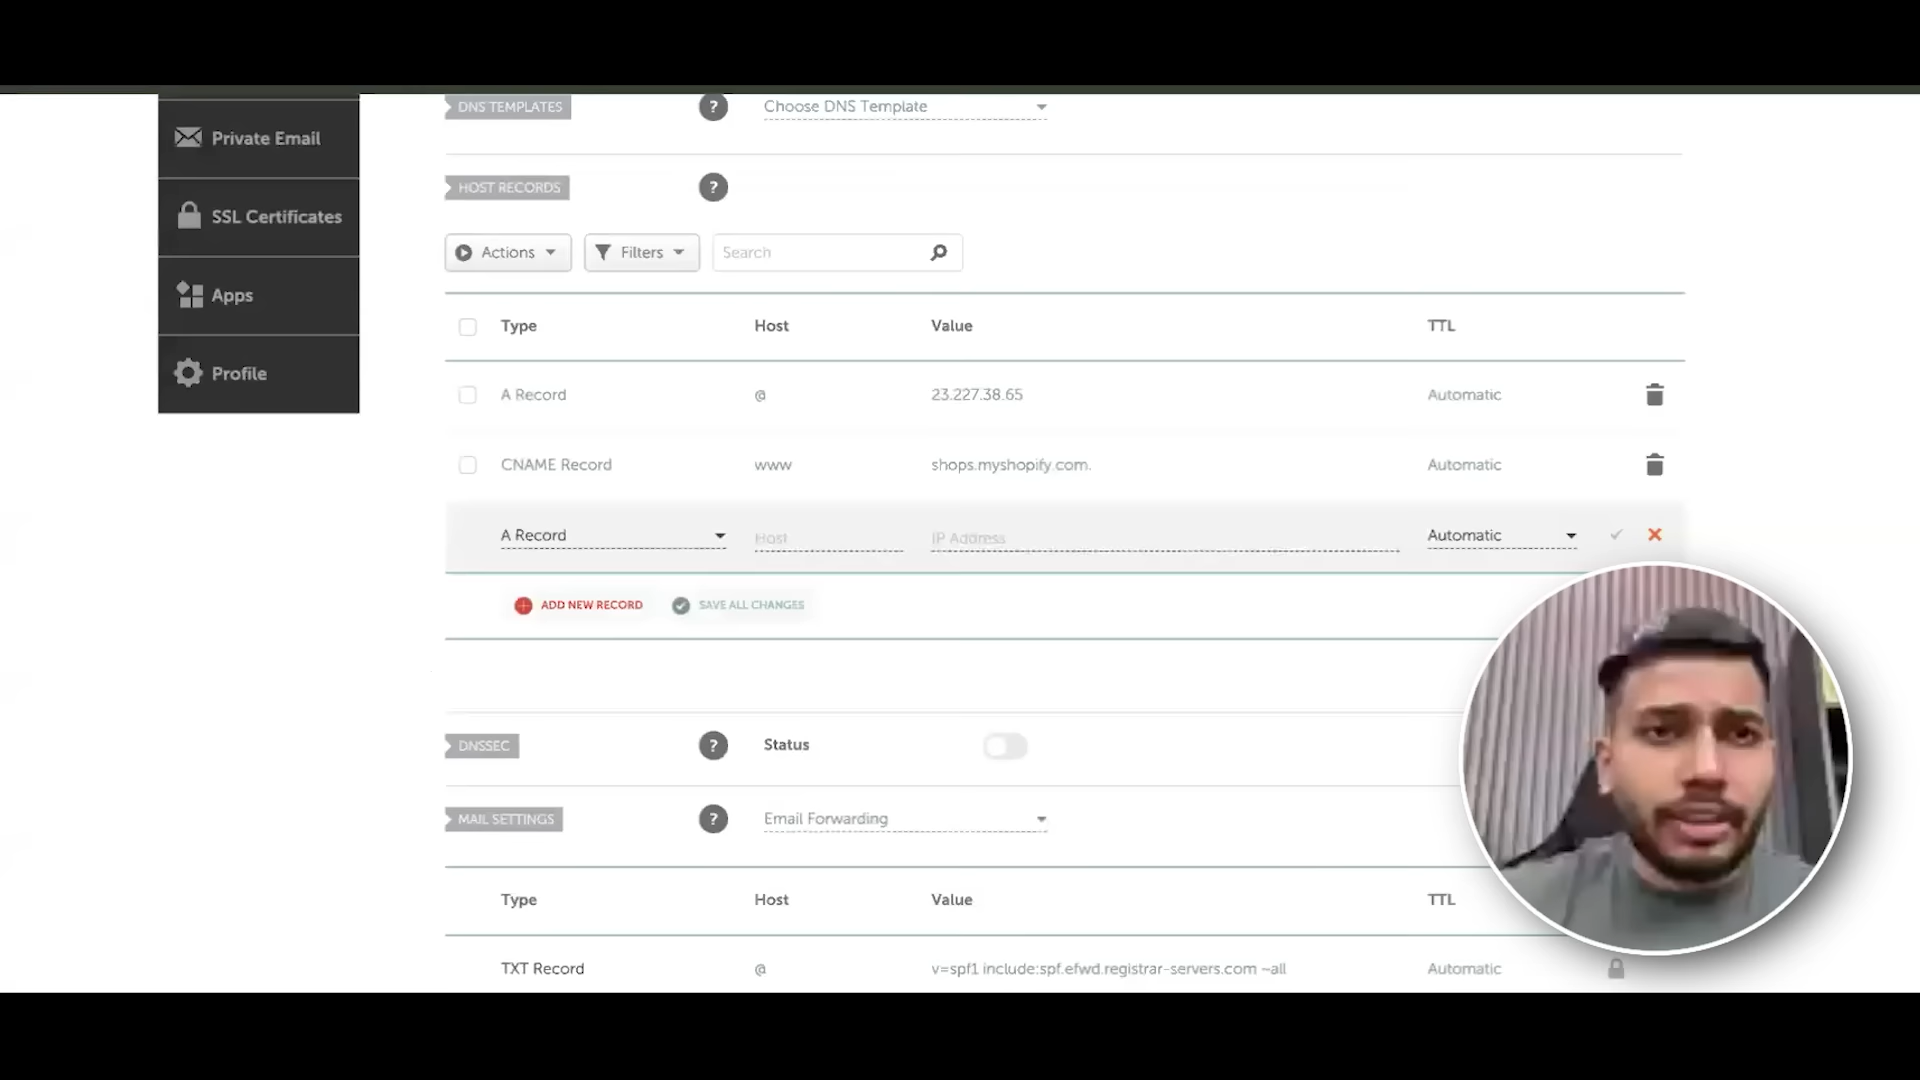 DNS TEMPLATES ? Choose DNS Template
Private Email
HOST RECORDS ?
SSL Certificates
Actions Filters Search
Apps
Type Host Value TTL
Profile
A Record @ 23.227.38.65 Automatic
CNAME Record www shops.myshopify.com. Automatic
A Record Host IP Address Automatic
ADD NEW RECORD SAVE ALL CHANGES
DNSSEC ? Status
MAIL SETTINGS ? Email Forwarding
Type Host Value TTL
TXT Record @ v=spf1 include:spf.efwd.registrar-servers.com ~all Automatic